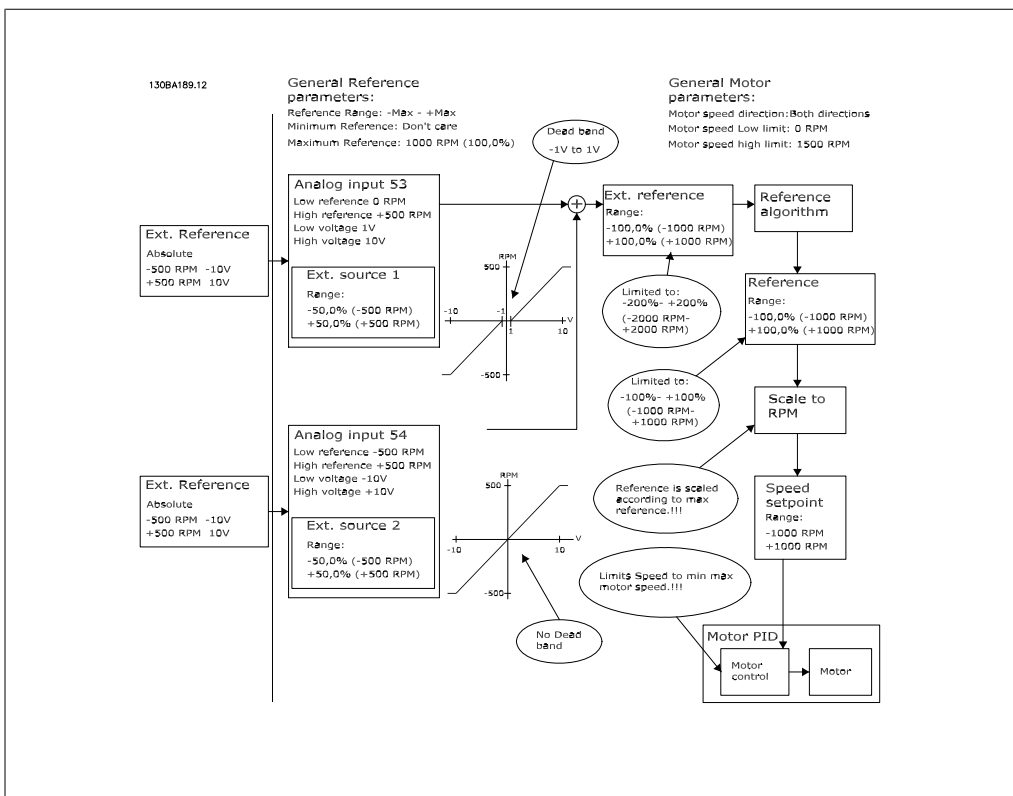 130BA189.12
General Reference
parameters:
Reference Range: -Max - +Max
Minimum Reference: Don't care
Maximum Reference: 1000 RPM (100,0%)
General Motor
parameters:
Motor speed direction:Both directions
Motor speed Low limit: 0 RPM
Motor speed high limit: 1500 RPM
Dead band
-1V to 1V
Ext. Reference
Absolute
-500 RPM -10V
+500 RPM 10V
Analog input 53
Low reference 0 RPM
High reference +500 RPM
Low voltage 1V
High voltage 10V
Ext. source 1
Range:
-50,0% (-500 RPM)
+50,0% (+500 RPM)
RPM
500
-10
-1
1
10
V
-500
Ext. reference
Range:
-100,0% (-1000 RPM)
+100,0% (+1000 RPM)
Reference
algorithm
Limited to:
-200%- +200%
(-2000 RPM-
+2000 RPM)
Reference
Range:
-100,0% (-1000 RPM)
+100,0% (+1000 RPM)
Limited to:
-100%- +100%
(-1000 RPM-
+1000 RPM)
Scale to
RPM
Ext. Reference
Absolute
-500 RPM -10V
+500 RPM 10V
Analog input 54
Low reference -500 RPM
High reference +500 RPM
Low voltage -10V
High voltage +10V
Ext. source 2
Range:
-50,0% (-500 RPM)
+50,0% (+500 RPM)
RPM
500
-10
10
V
-500
No Dead
band
Reference is scaled
according to max
reference.!!!
Speed
setpoint
Range:
-1000 RPM
+1000 RPM
Limits Speed to min max
motor speed.!!!
Motor PID
Motor
control
Motor